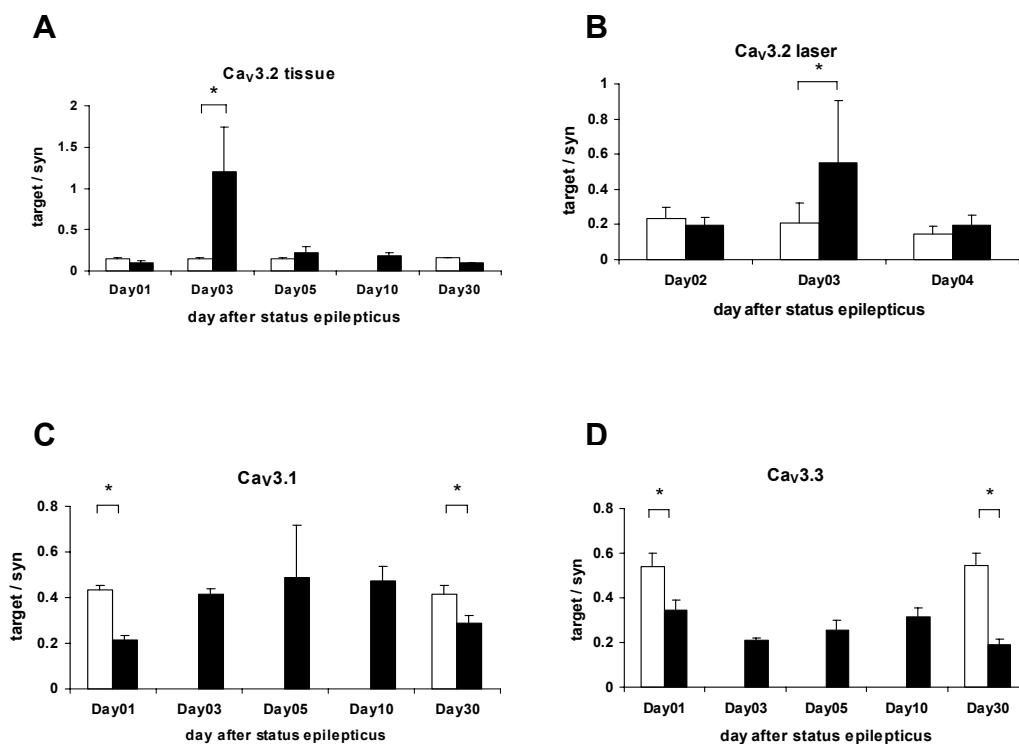 A
CaV3.2 tissue
*
2
1.5
1
0.5
0
target / syn
Day01 Day03 Day05 Day10 Day30
day after status epilepticus
B
CaV3.2 laser
*
1
0.8
0.6
0.4
0.2
0
target / syn
Day02 Day03 Day04
day after status epilepticus
C
CaV3.1
* *
0.8
0.6
0.4
0.2
0
target / syn
Day01 Day03 Day05 Day10 Day30
day after status epilepticus
D
CaV3.3
* *
0.8
0.6
0.4
0.2
0
target / syn
Day01 Day03 Day05 Day10 Day30
day after status epilepticus